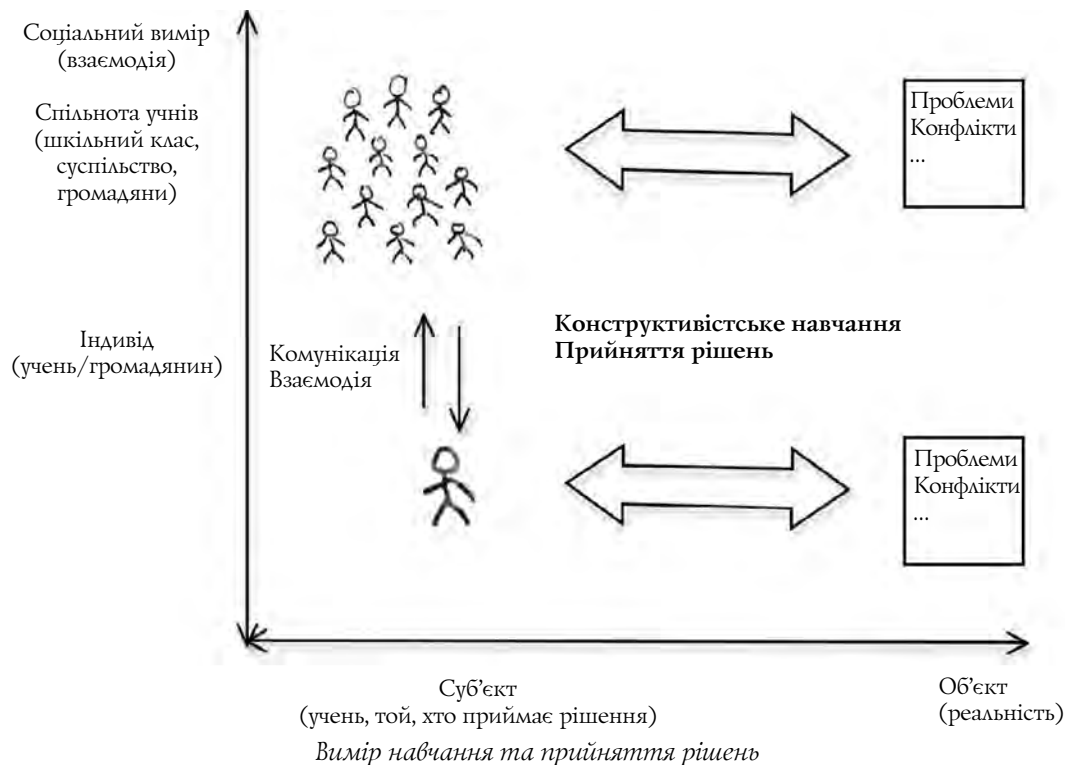 Соціальний вимір
(взаємодія)
Спільнота учнів
(шкільний клас,
суспільство,
громадяни)
Проблеми
Конфлікти
...
Індивід
(учень/громадянин)
Комунікація
Взаємодія
Конструктивістське навчання
Прийняття рішень
Проблеми
Конфлікти
...
Суб’єкт
(учень, той, хто приймає рішення)
Об’єкт
(реальність)
Вимір навчання та прийняття рішень